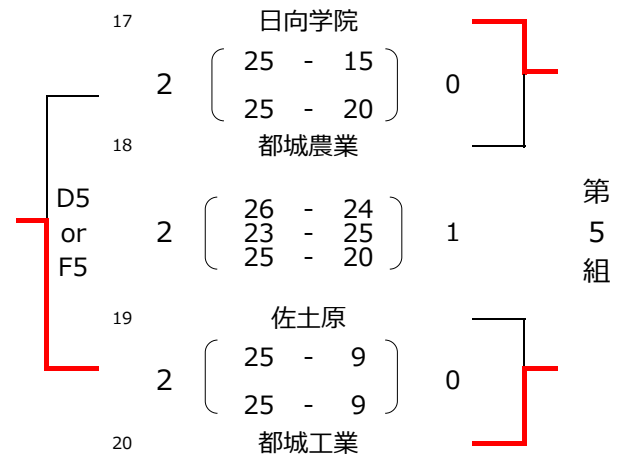 17 日向学院
2 25 - 15 0
25 - 20
18 都城農業
D5
or
F5
2 26 - 24 1
23 - 25
25 - 20
第
5
組
19 佐土原
2 25 - 9 0
25 - 9
20 都城工業